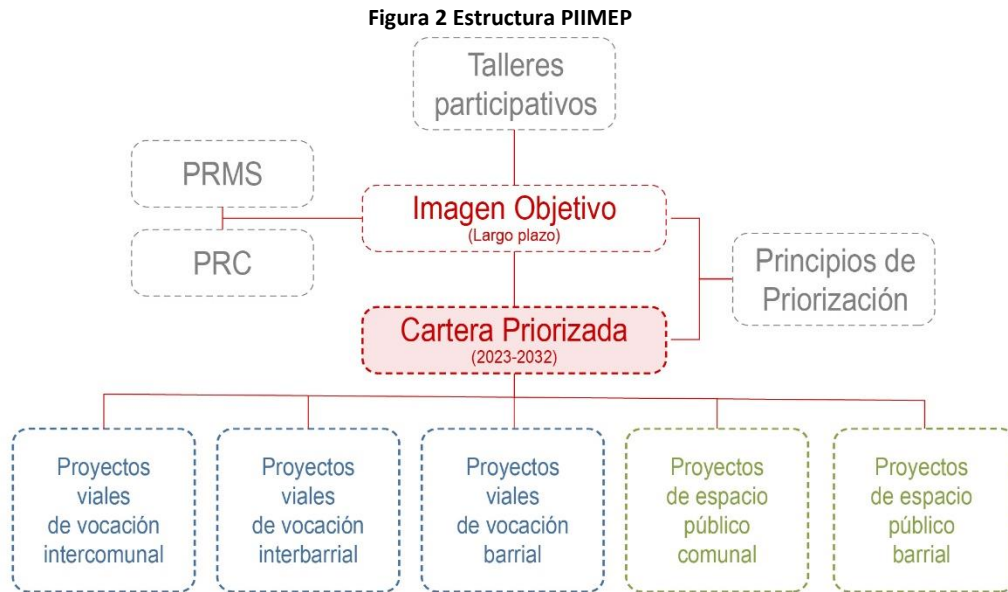 Figura 2 Estructura PIIMEP
Talleres
participativos
PRMS
PRC
Imagen Objetivo
(Largo plazo)
Principios de
Priorización
Cartera Priorizada
(2023-2032)
Proyectos
viales
de vocación
intercomunal
Proyectos
viales
de vocación
interbarrial
Proyectos
viales
de vocación
barrial
Proyectos
de espacio
público
comunal
Proyectos
de espacio
público
barrial